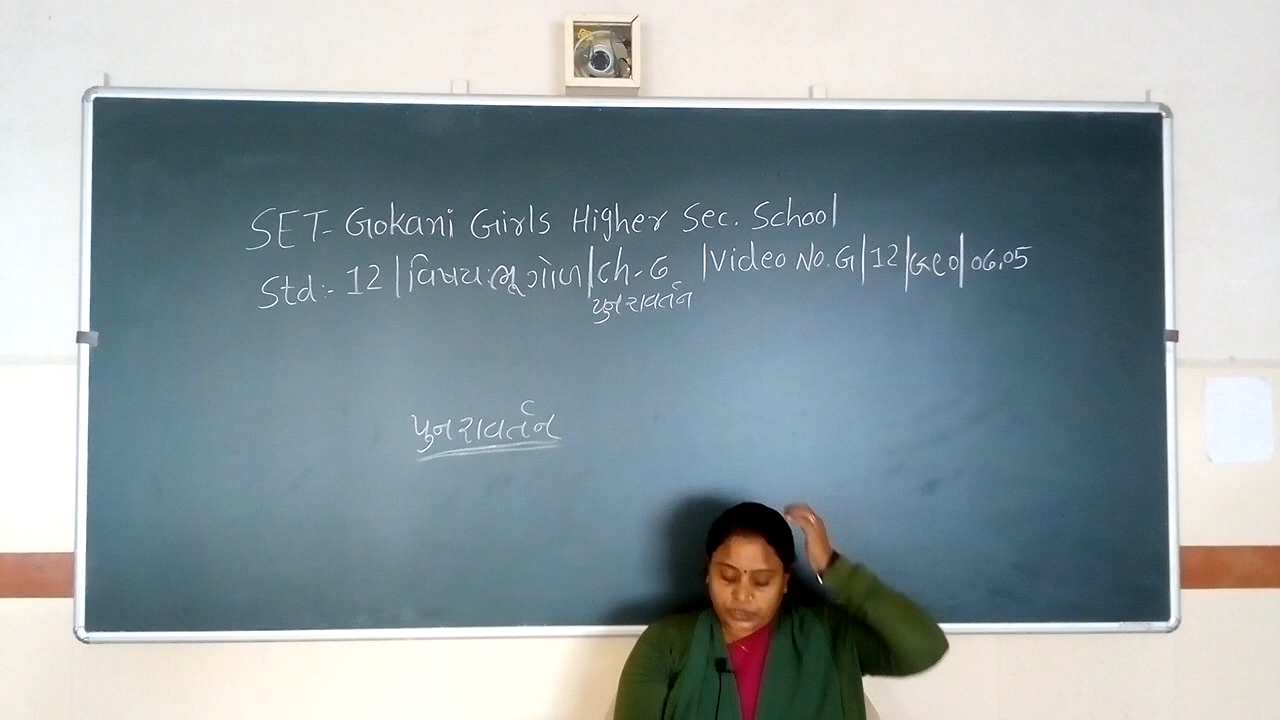 SET- Gokani Girls Higher Sec. School
Std:- 12 | વિષય: ભૂગોળ | Ch-6 | Video No. G | 12 | Geo | 06.05
પુનરાવર્તન
પુનરાવર્તન